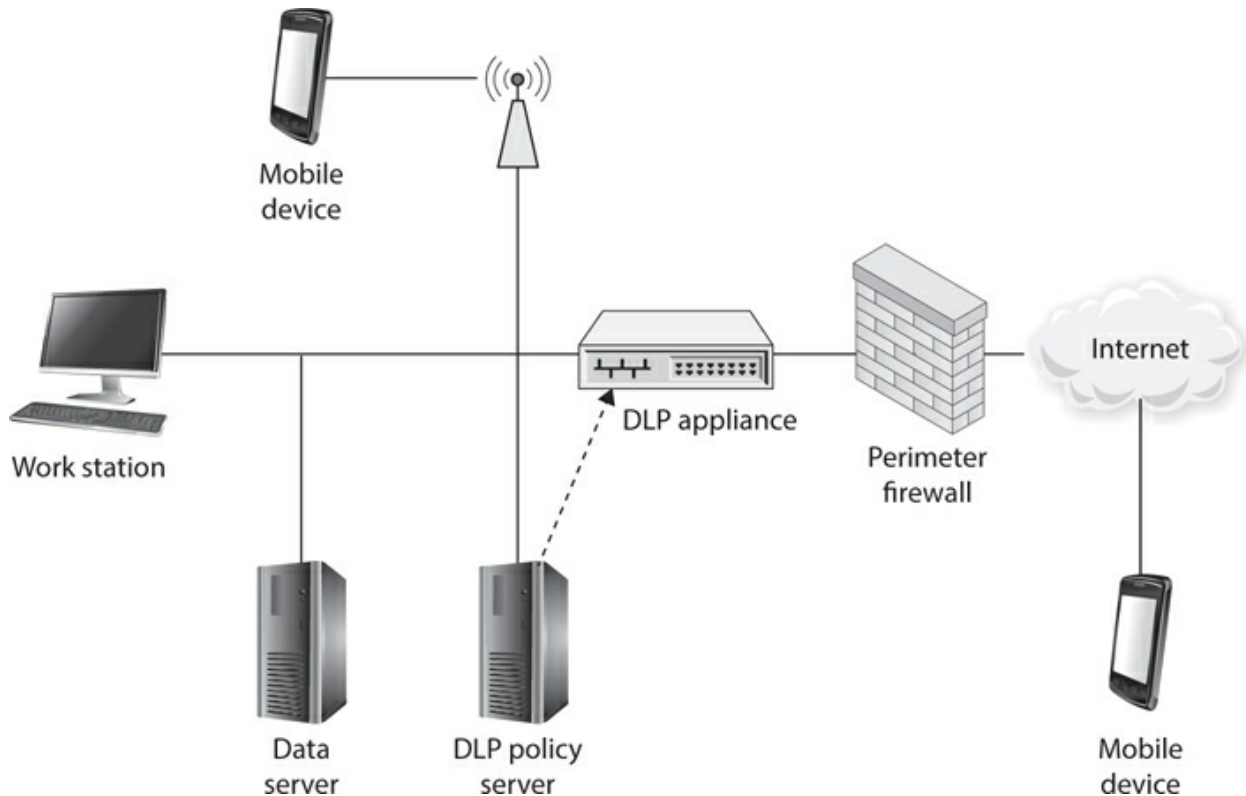 Mobile
device
Work station
DLP appliance
Internet
Perimeter
firewall
Data
server
DLP policy
server
Mobile
device